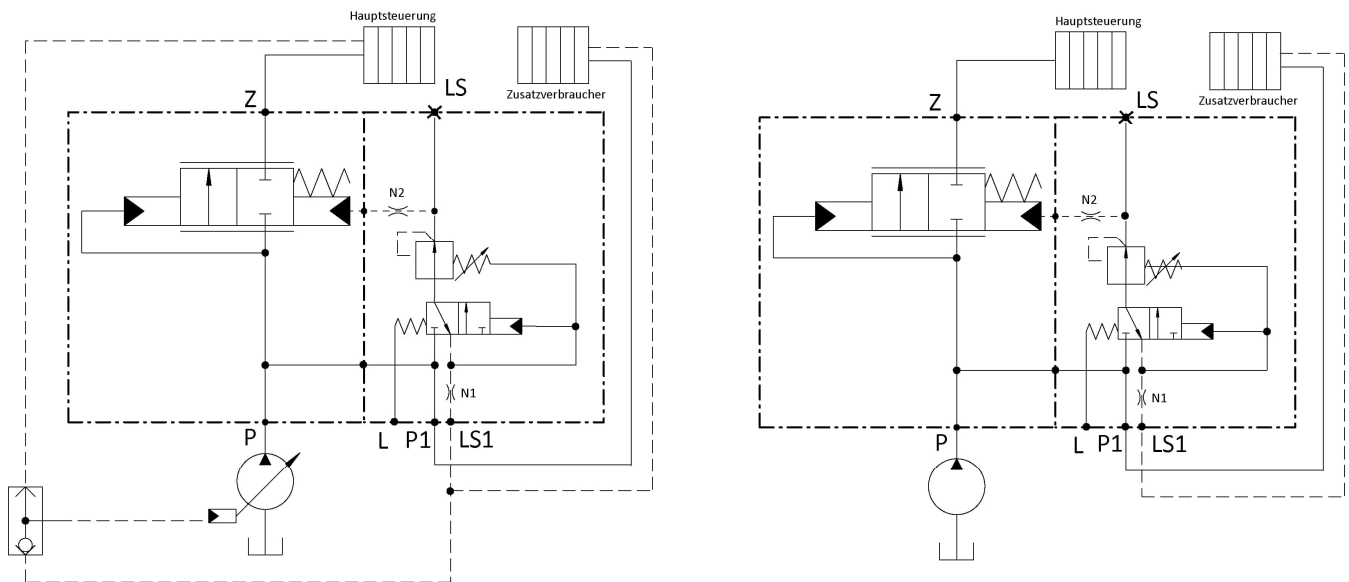 Hauptsteuerung
Zusatzverbraucher
Z
LS
N2
N1
P
L
P1
LS1
Hauptsteuerung
Zusatzverbraucher
Z
LS
N2
N1
P
L
P1
LS1